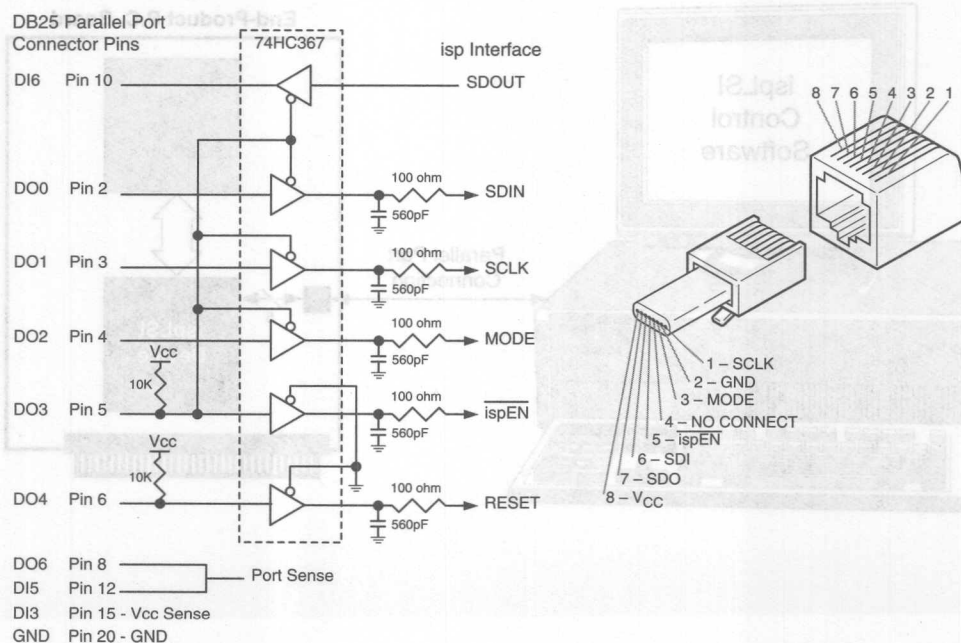 DB25 Parallel Port
Connector Pins
74HC367
isp Interface
DI6 Pin 10
SDOUT
DO0 Pin 2
100 ohm
SDIN
560pF
DO1 Pin 3
100 ohm
SCLK
560pF
DO2 Pin 4
100 ohm
MODE
560pF
Vcc
10K
DO3 Pin 5
100 ohm
ispEN
560pF
Vcc
10K
DO4 Pin 6
100 ohm
RESET
560pF
DO6 Pin 8
Port Sense
DI5 Pin 12
DI3 Pin 15 - Vcc Sense
GND Pin 20 - GND
8 7 6 5 4 3 2 1
1 – SCLK
2 – GND
3 – MODE
4 – NO CONNECT
5 – ispEN
6 – SDI
7 – SDO
8 – VCC
End-Product
ispLSI
Control
Software